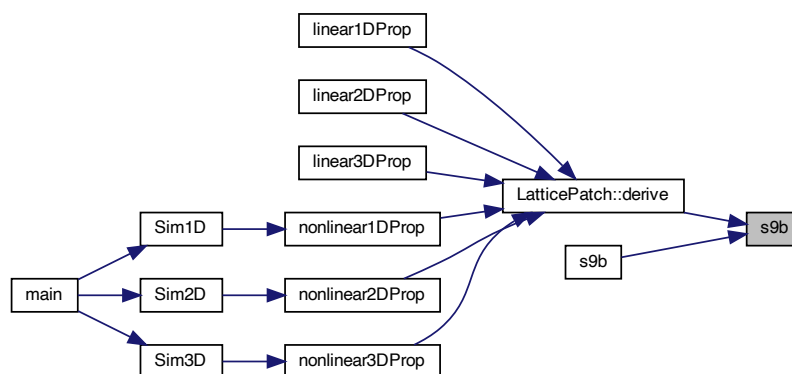 linear1DProp
linear2DProp
linear3DProp
LatticePatch::derive
Sim1D
nonlinear1DProp
s9b
s9b
main
Sim2D
nonlinear2DProp
Sim3D
nonlinear3DProp